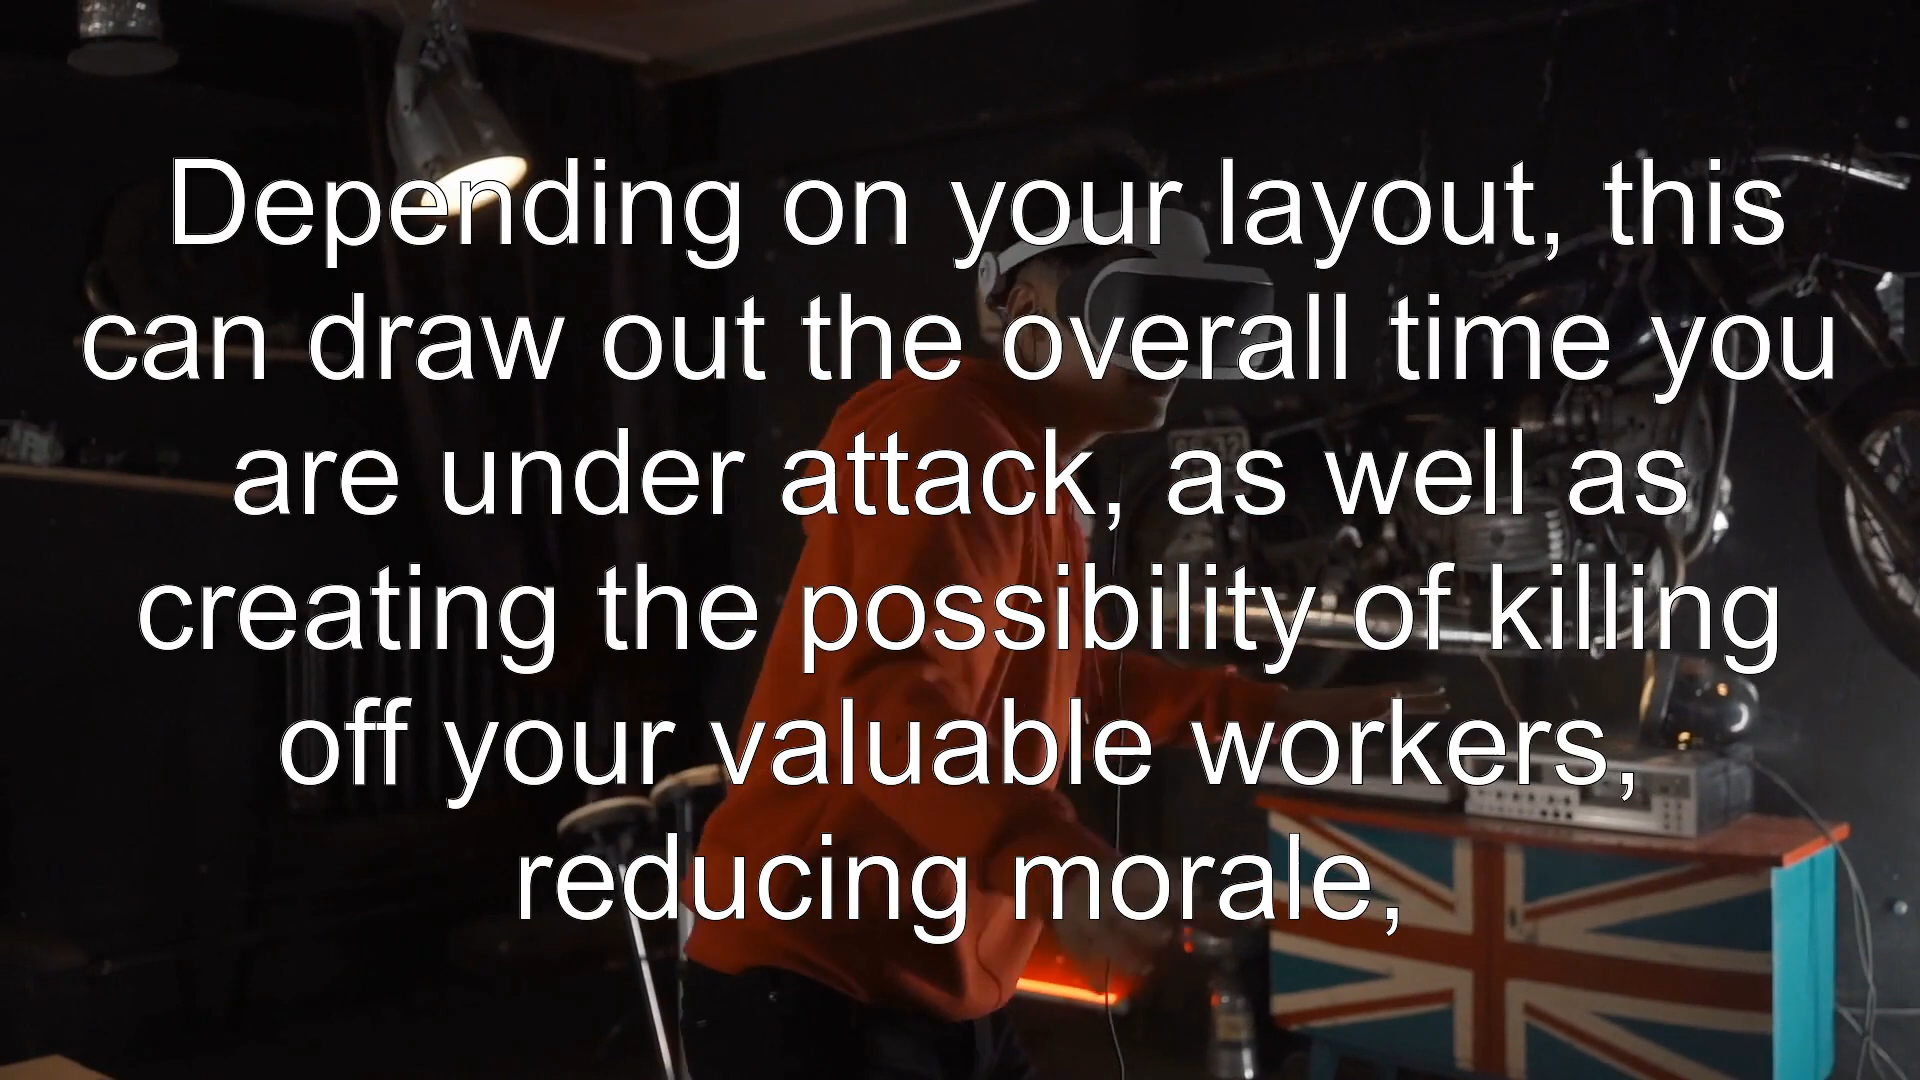 Depending on your layout, this
can draw out the overall time you
are under attack, as well as
creating the possibility of killing
off your valuable workers,
reducing morale,